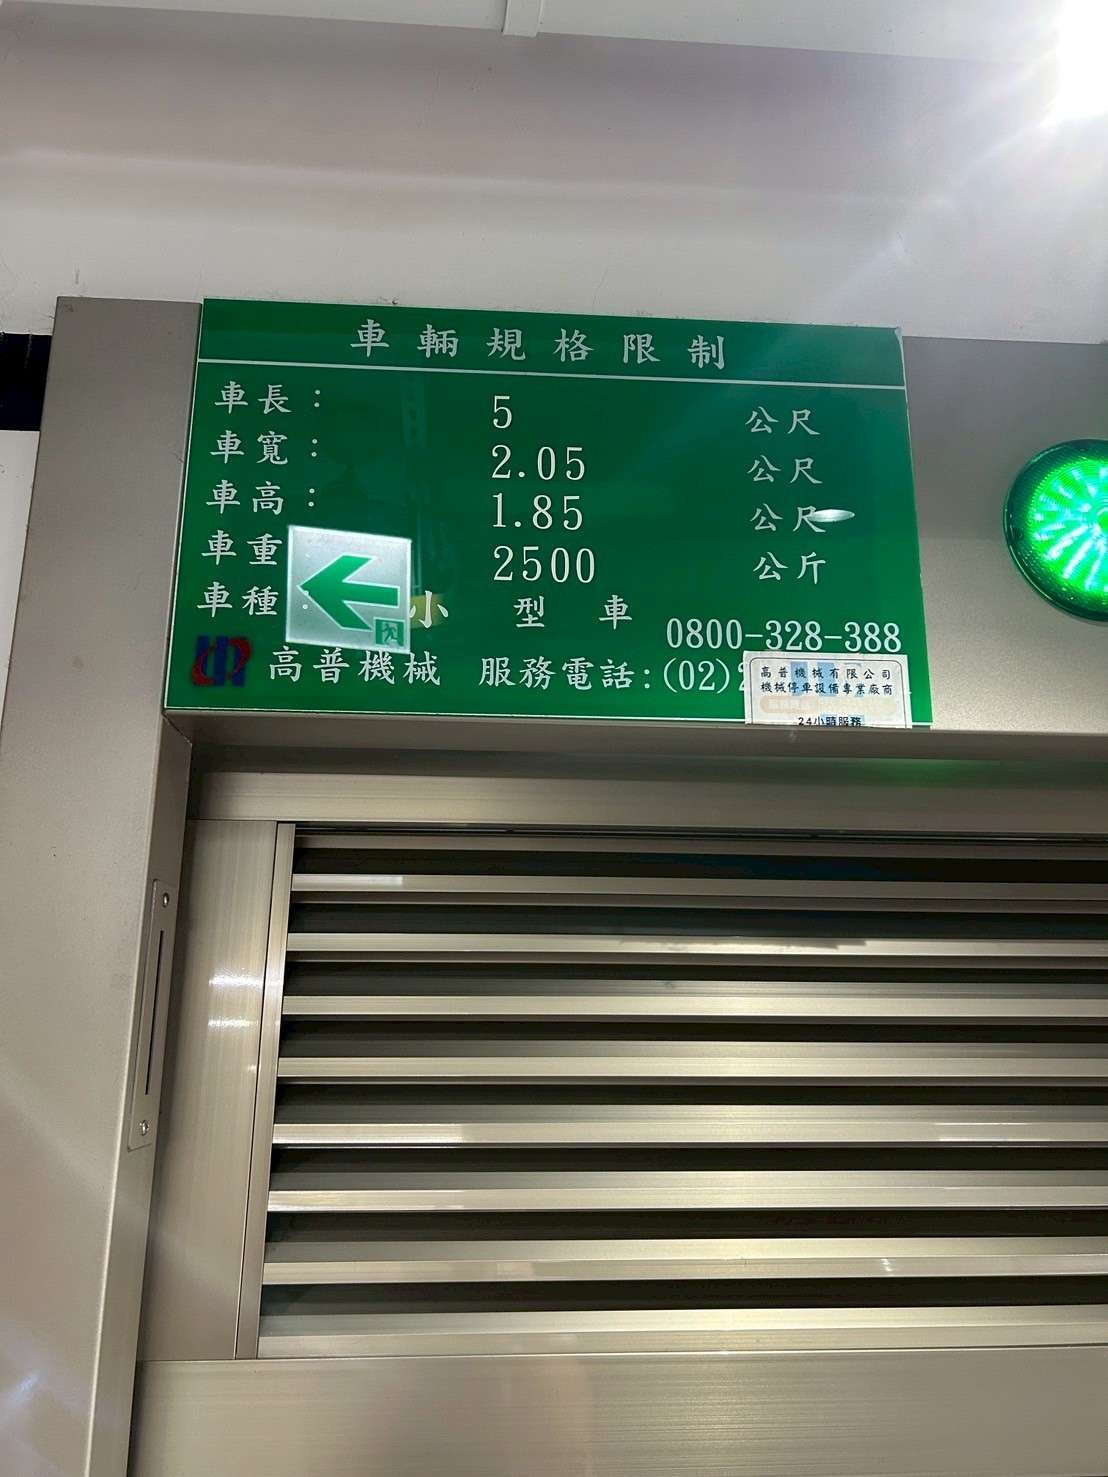 車輛規格限制
車長： 5 公尺
車寬： 2.05 公尺
車高： 1.85 公尺
車重 2500 公斤
車種： 小型車
0800-328-388
高普機械 服務電話:(02)2
高普機械有限公司
機械停車設備專業廠商
24小時服務